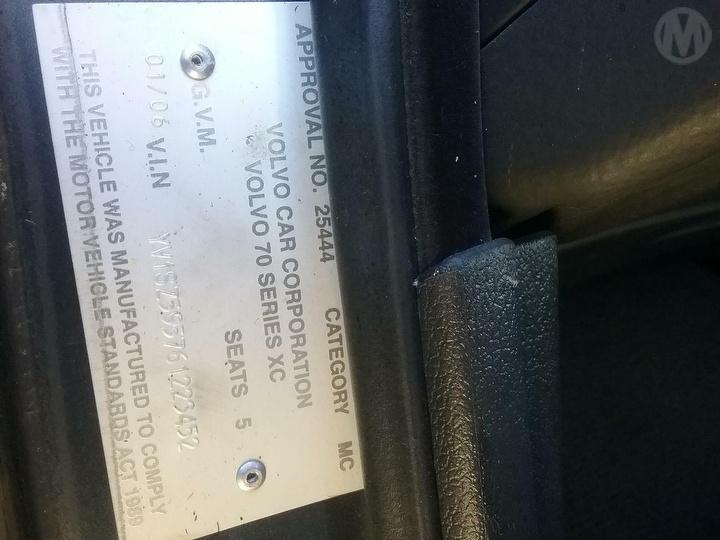 APPROVAL NO. 25444 CATEGORY MC
VOLVO CAR CORPORATION
VOLVO 70 SERIES XC
G.V.M. SEATS 5
01/06 V.I.N YV1SZ595761223452
THIS VEHICLE WAS MANUFACTURED TO COMPLY
WITH THE MOTOR VEHICLE STANDARDS ACT 1989
M